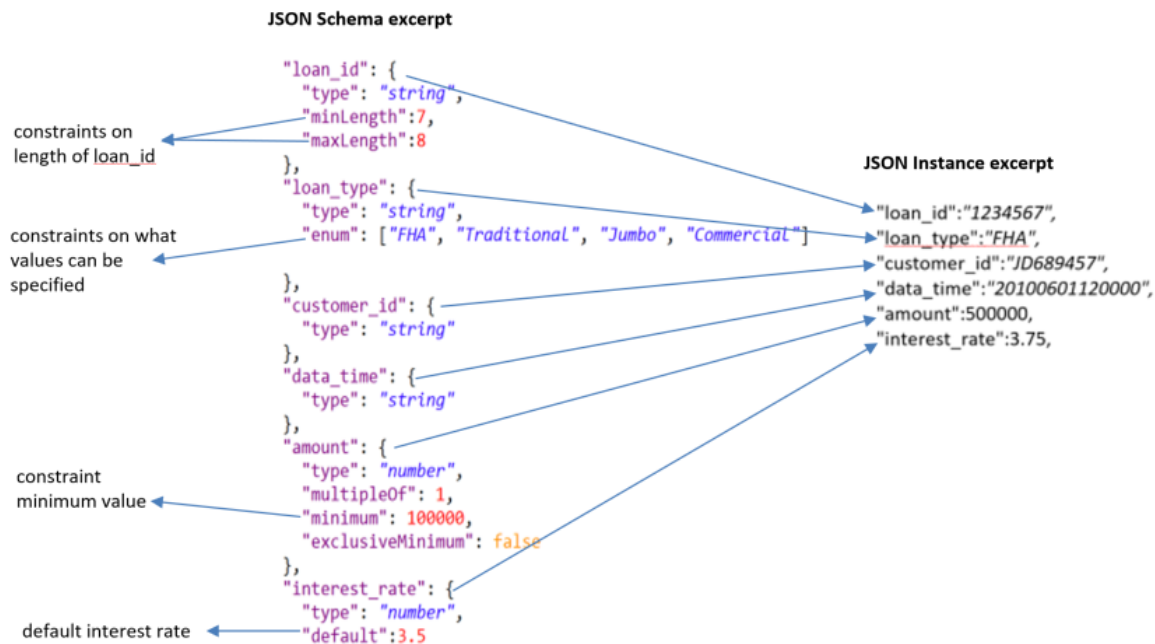 JSON Schema excerpt
"loan_id": {
"type": "string",
"minLength":7,
"maxLength":8
},
"loan_type": {
"type": "string",
"enum": ["FHA", "Traditional", "Jumbo", "Commercial"]
},
"customer_id": {
"type": "string"
},
"data_time": {
"type": "string"
},
"amount": {
"type": "number",
"multipleOf": 1,
"minimum": 100000,
"exclusiveMinimum": false
},
"interest_rate": {
"type": "number",
"default":3.5
constraints on
length of loan_id
constraints on what
values can be
specified
constraint
minimum value
default interest rate
JSON Instance excerpt
"loan_id":"1234567",
"loan_type":"FHA",
"customer_id":"JD689457",
"data_time":"20100601120000",
"amount":500000,
"interest_rate":3.75,